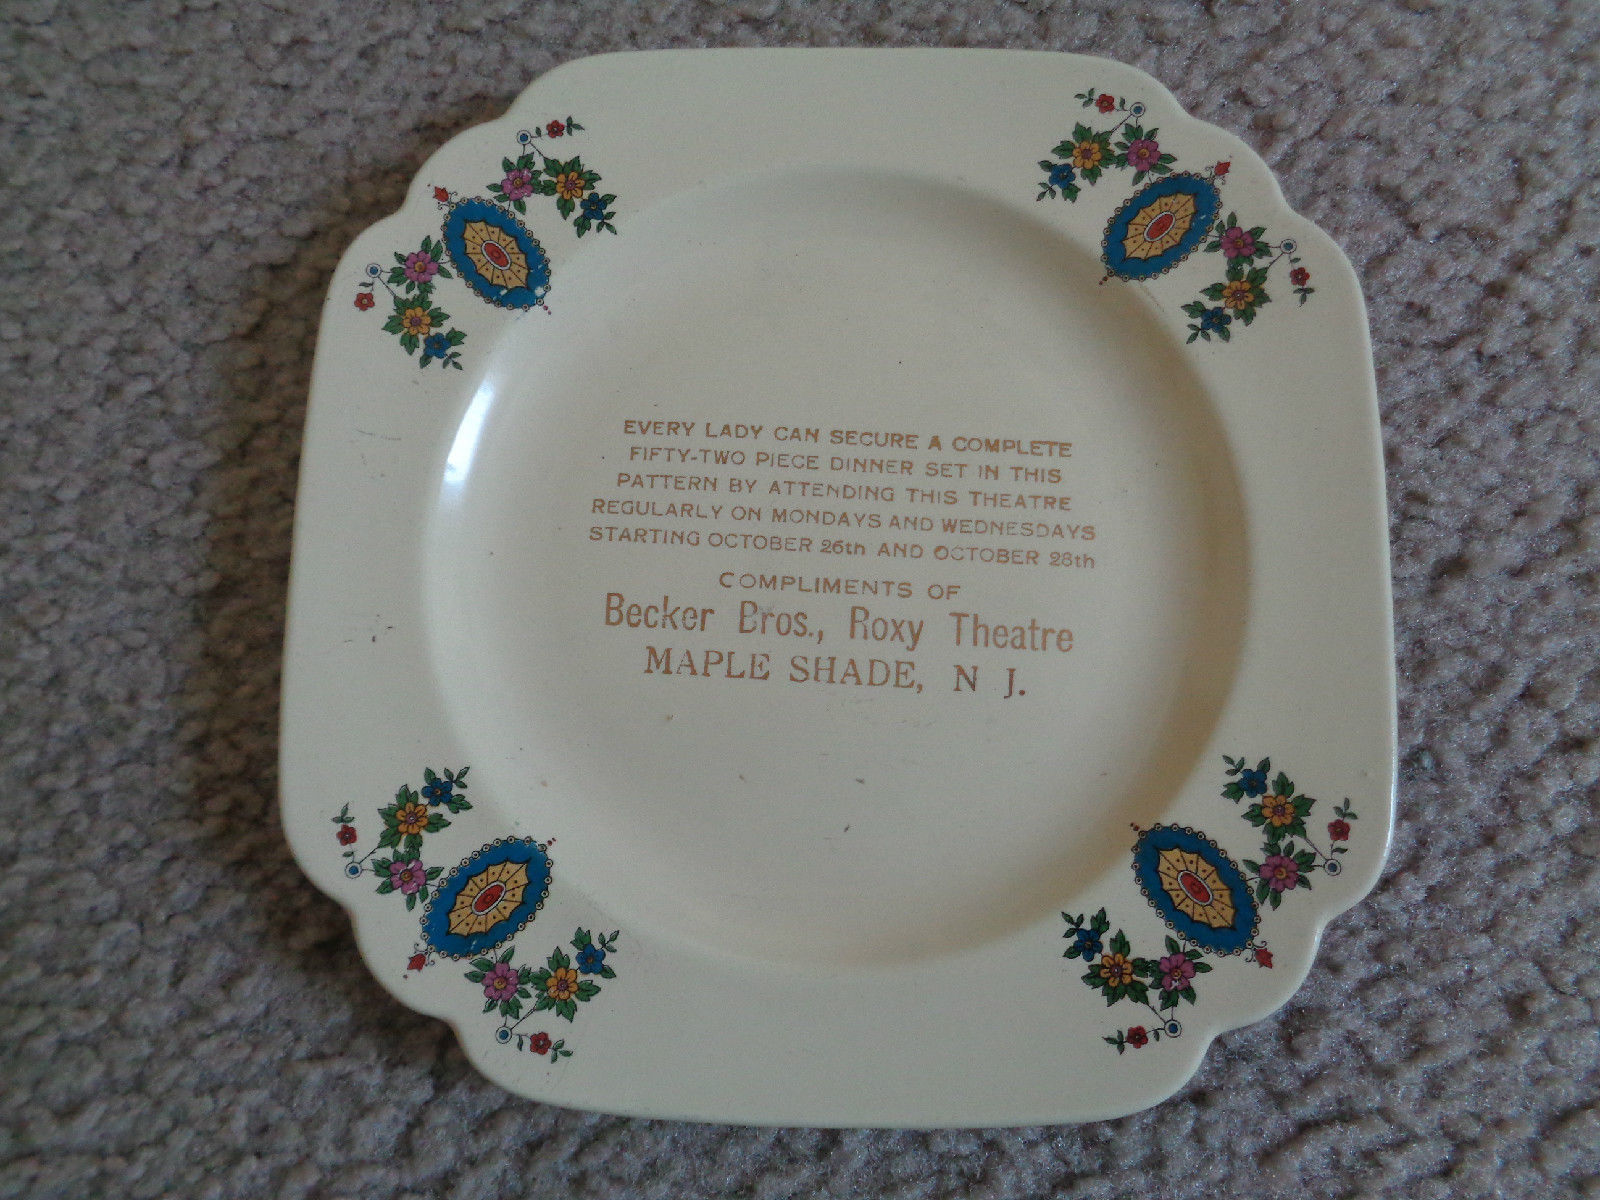 EVERY LADY CAN SECURE A COMPLETE
FIFTY-TWO PIECE DINNER SET IN THIS
PATTERN BY ATTENDING THIS THEATRE
REGULARLY ON MONDAYS AND WEDNESDAYS
STARTING OCTOBER 26th AND OCTOBER 28th
COMPLIMENTS OF
Becker Bros., Roxy Theatre
MAPLE SHADE, N J.